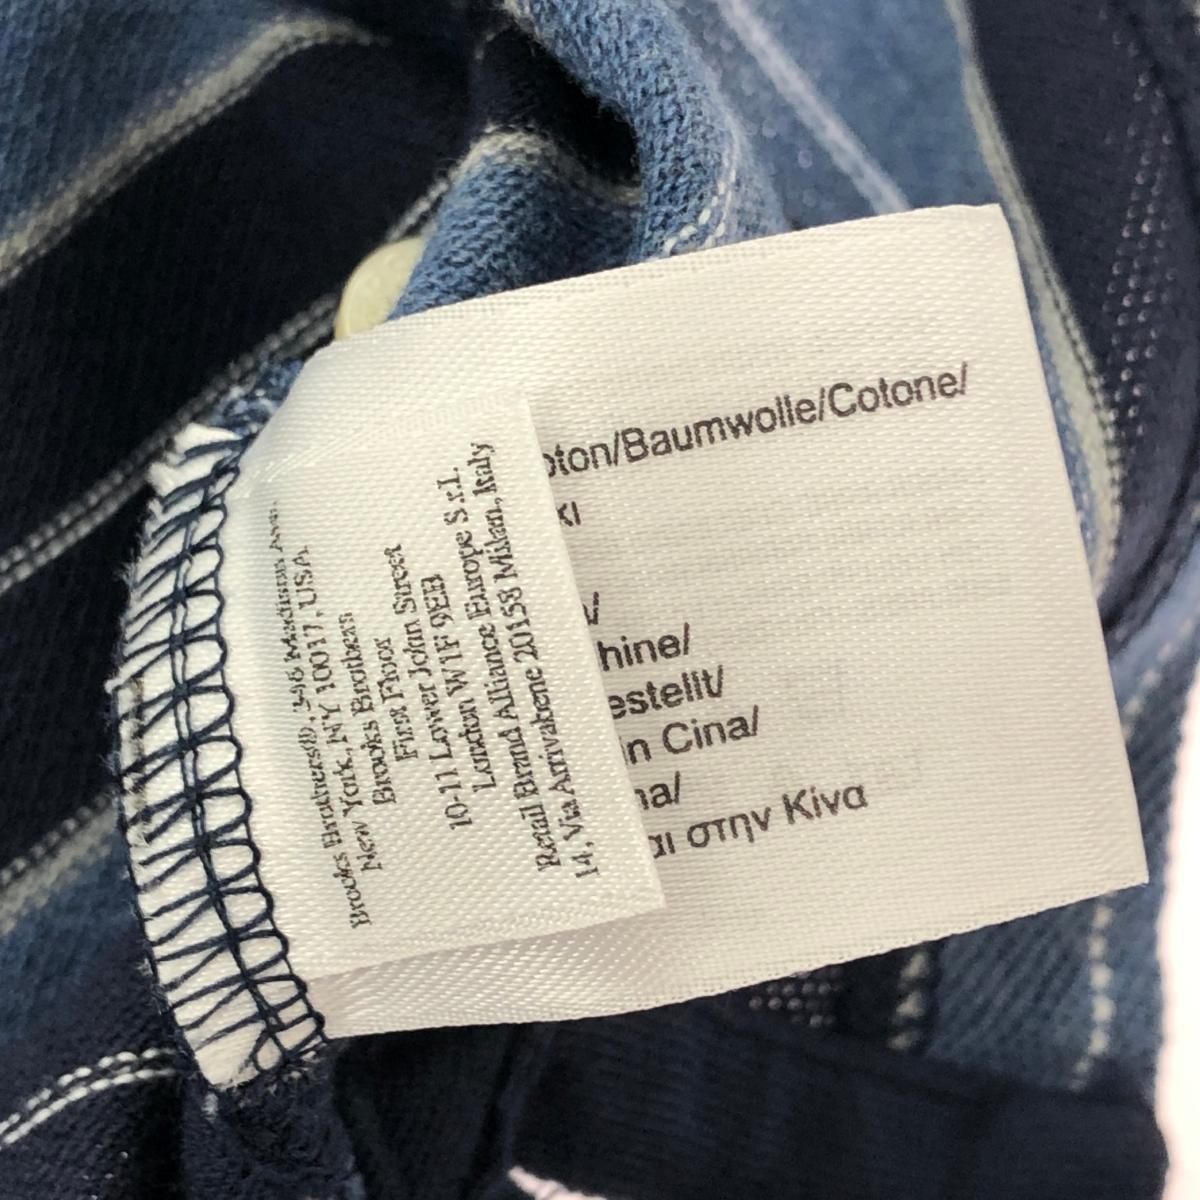 Brooks Brothers®, 346 Madison Ave.
New York, NY 10017, USA
Brooks Brothers
First Floor
10-11 Lower John Street
London W1F 9EB
Retail Brand Alliance Europe S.r.l.
14, Via Arrivabene 20158 Milan, Italy
oton/Baumwolle/Cotone/
κι
hine/
estellt/
in Cina/
na/
αι στην Κίνα